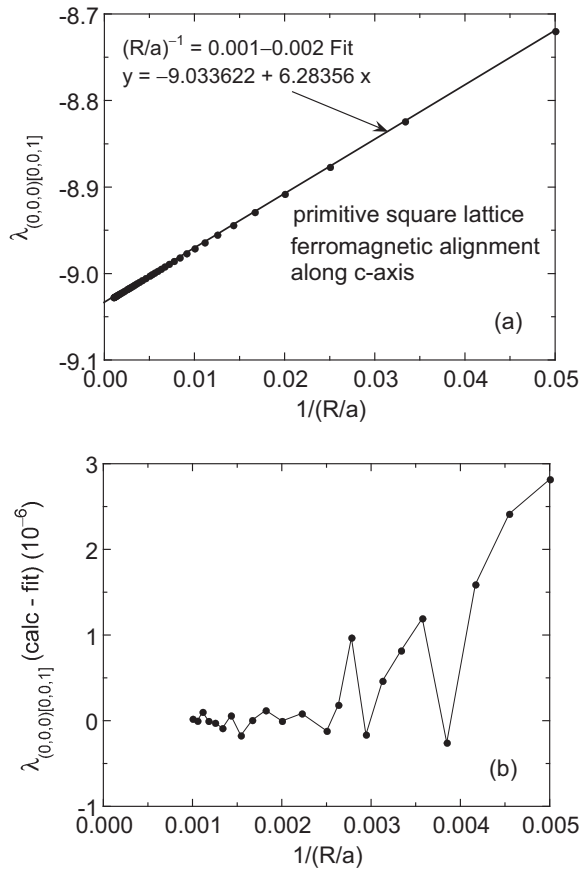 -8.7
(R/a)⁻¹ = 0.001–0.002 Fit
y = −9.033622 + 6.28356 x
-8.8
λ(0,0,0)[0,0,1]
-8.9
primitive square lattice
ferromagnetic alignment
along c-axis
-9.0
(a)
-9.1
0.00 0.01 0.02 0.03 0.04 0.05
1/(R/a)
3
2
λ(0,0,0)[0,0,1] (calc - fit) (10⁻⁶)
1
0
(b)
-1
0.000 0.001 0.002 0.003 0.004 0.005
1/(R/a)